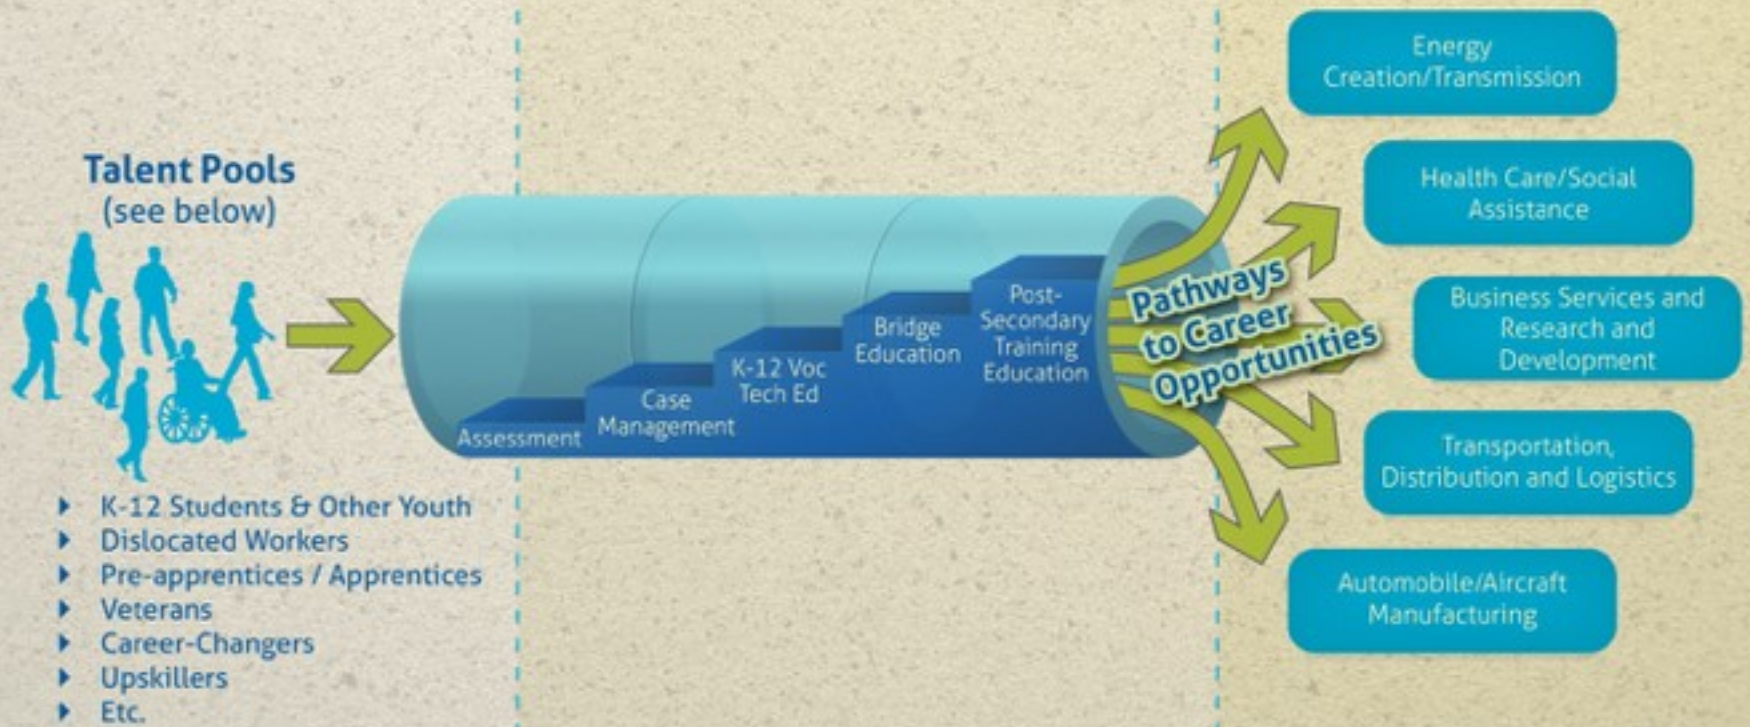 Talent Pools
(see below)
K-12 Students & Other Youth
Dislocated Workers
Pre-apprentices / Apprentices
Veterans
Career-Changers
Upskillers
Etc.
Assessment
Case
Management
K-12 Voc
Tech Ed
Bridge
Education
Post-
Secondary
Training
Education
Pathways
to Career
Opportunities
Energy
Creation/Transmission
Health Care/Social
Assistance
Business Services and
Research and
Development
Transportation,
Distribution and Logistics
Automobile/Aircraft
Manufacturing